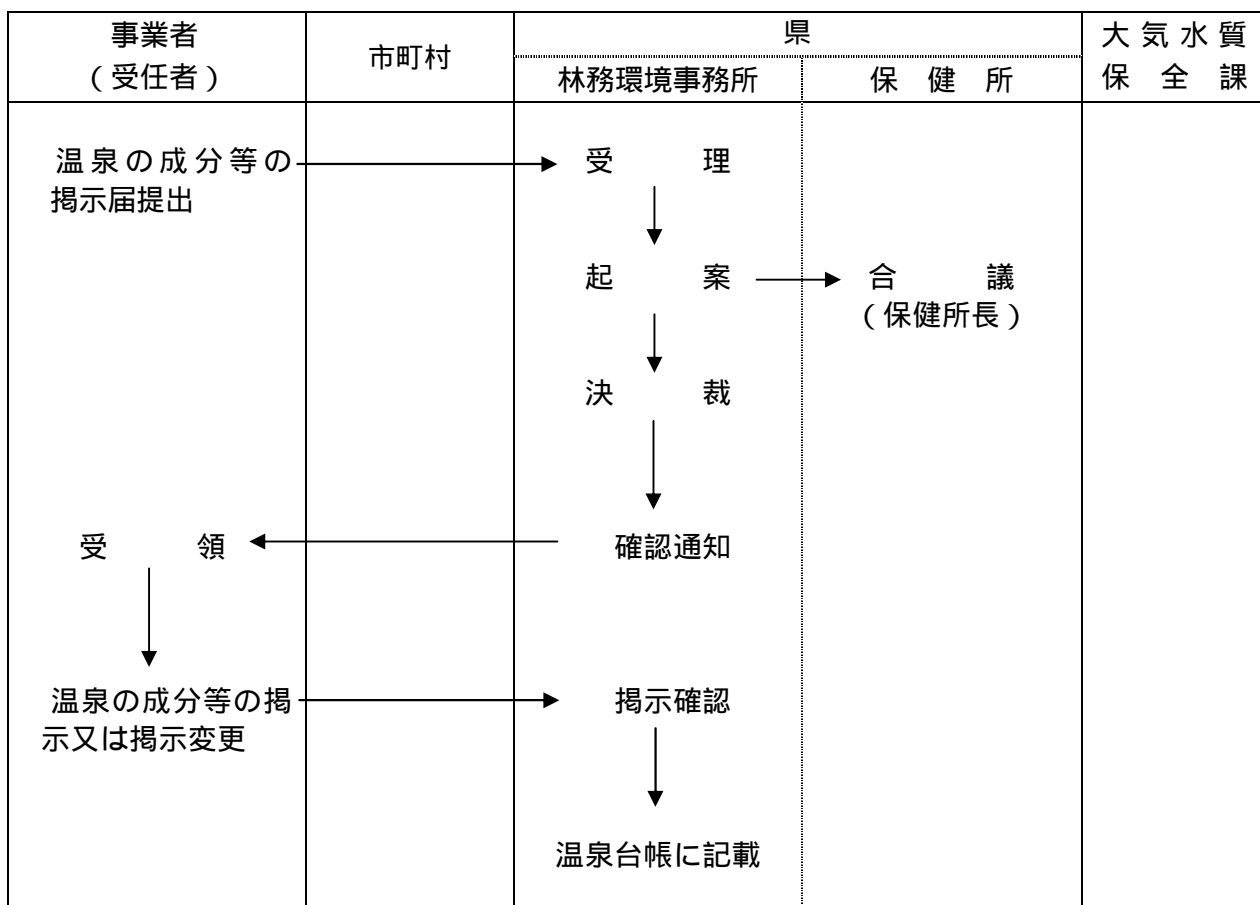 事業者
（受任者）
市町村
県
林務環境事務所
保健所
大気水質
保全課
温泉の成分等の
掲示届提出
受理
起案
合議
（保健所長）
決裁
受領
確認通知
温泉の成分等の掲
示又は掲示変更
掲示確認
温泉台帳に記載